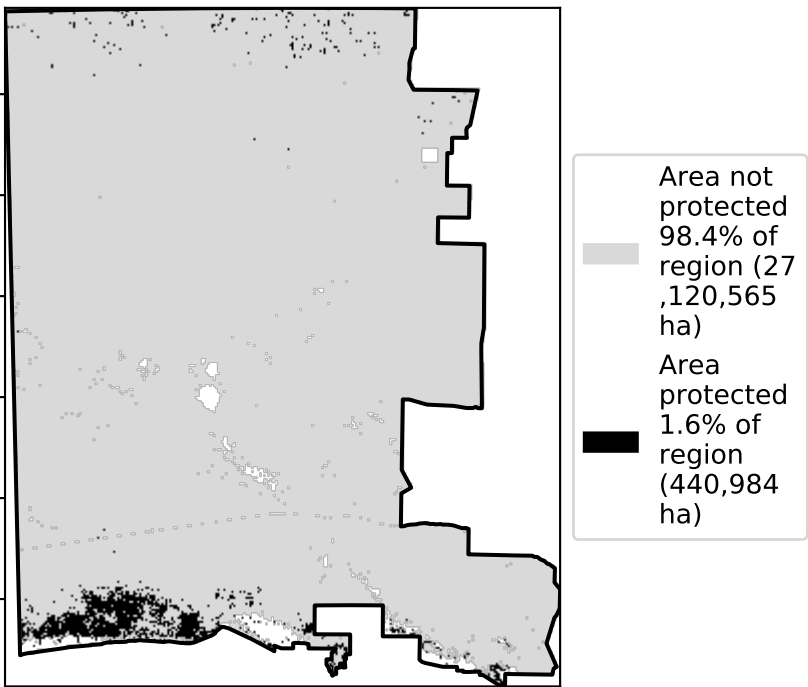 Area not
protected
98.4% of
region (27
,120,565
ha)
Area
protected
1.6% of
region
(440,984
ha)